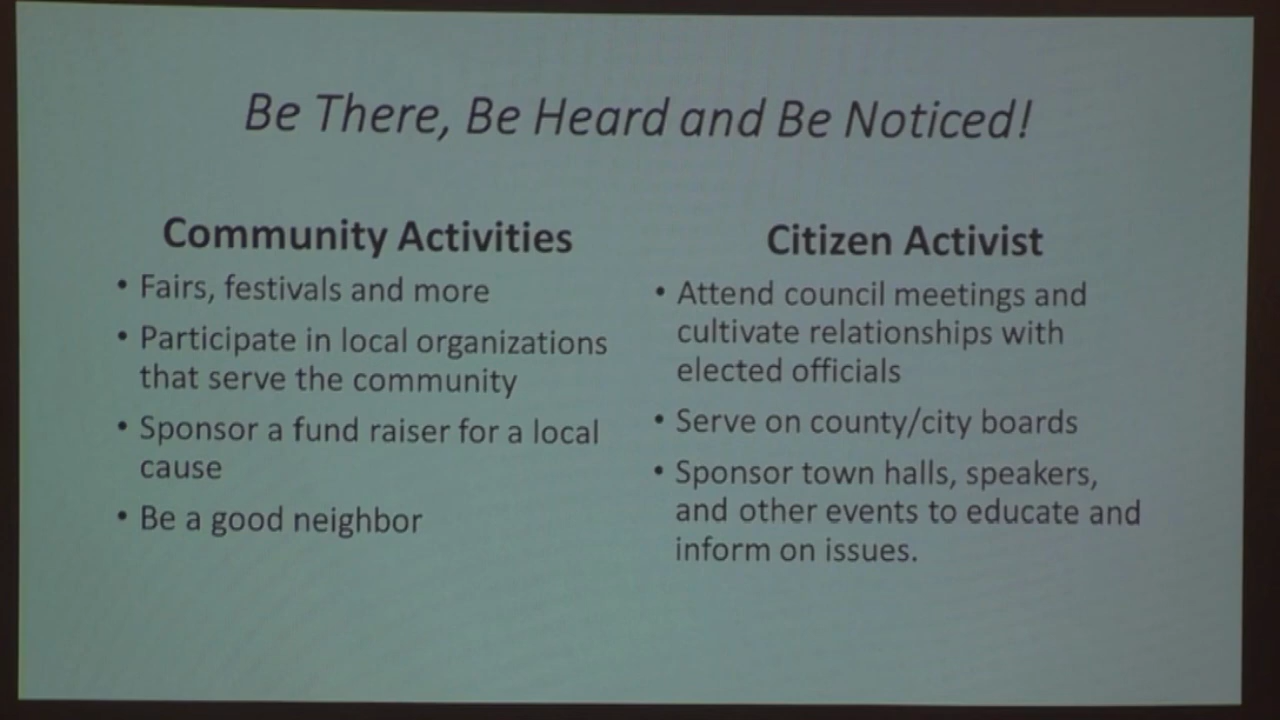 Be There, Be Heard and Be Noticed!
Community Activities
• Fairs, festivals and more
• Participate in local organizations
that serve the community
• Sponsor a fund raiser for a local
cause
• Be a good neighbor
Citizen Activist
• Attend council meetings and
cultivate relationships with
elected officials
• Serve on county/city boards
• Sponsor town halls, speakers,
and other events to educate and
inform on issues.